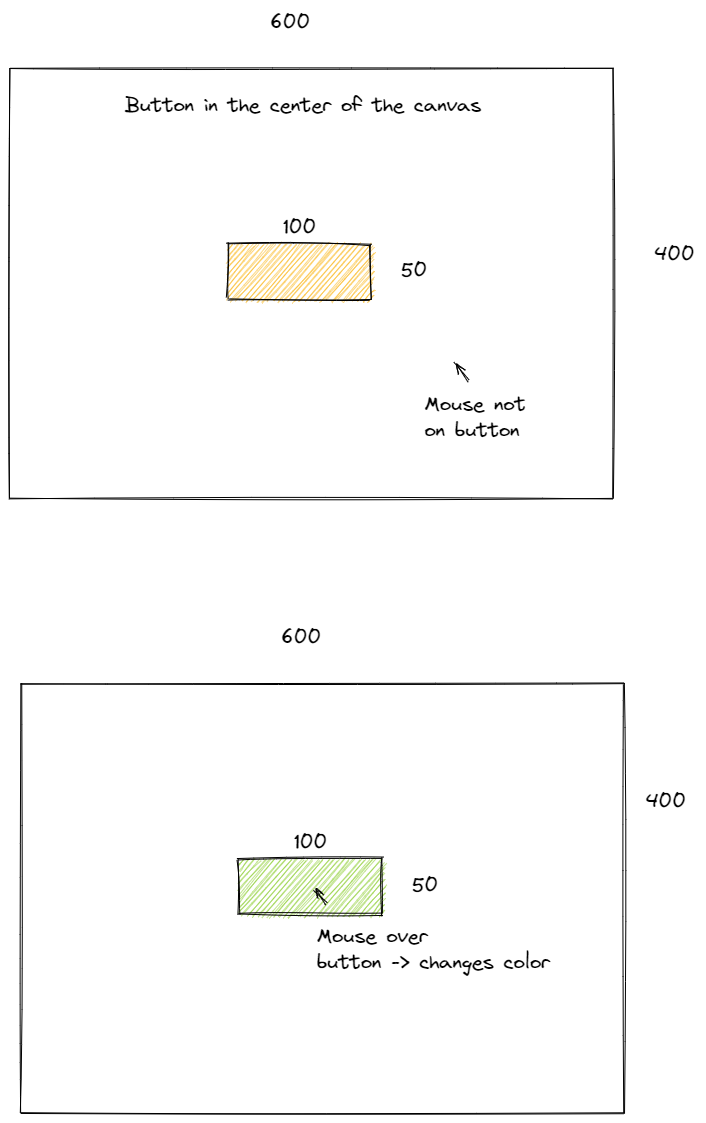 600
Button in the center of the canvas
100
50
400
Mouse not
on button
600
400
100
50
Mouse over
button -> changes color